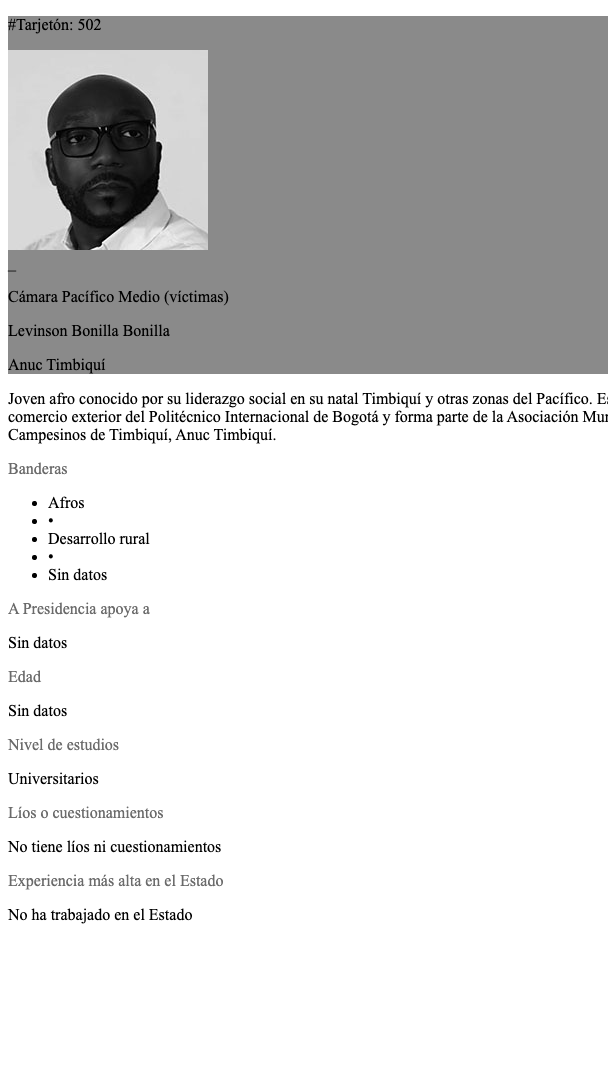 #Tarjetón: 502
_
Cámara Pacífico Medio (víctimas)
Levinson Bonilla Bonilla
Anuc Timbiquí
Joven afro conocido por su liderazgo social en su natal Timbiquí y otras zonas del Pacífico.
comercio exterior del Politécnico Internacional de Bogotá y forma parte de la Asociación
Campesinos de Timbiquí, Anuc Timbiquí.
Banderas
• Afros
• •
• Desarrollo rural
• •
• Sin datos
A Presidencia apoya a
Sin datos
Edad
Sin datos
Nivel de estudios
Universitarios
Líos o cuestionamientos
No tiene líos ni cuestionamientos
Experiencia más alta en el Estado
No ha trabajado en el Estado